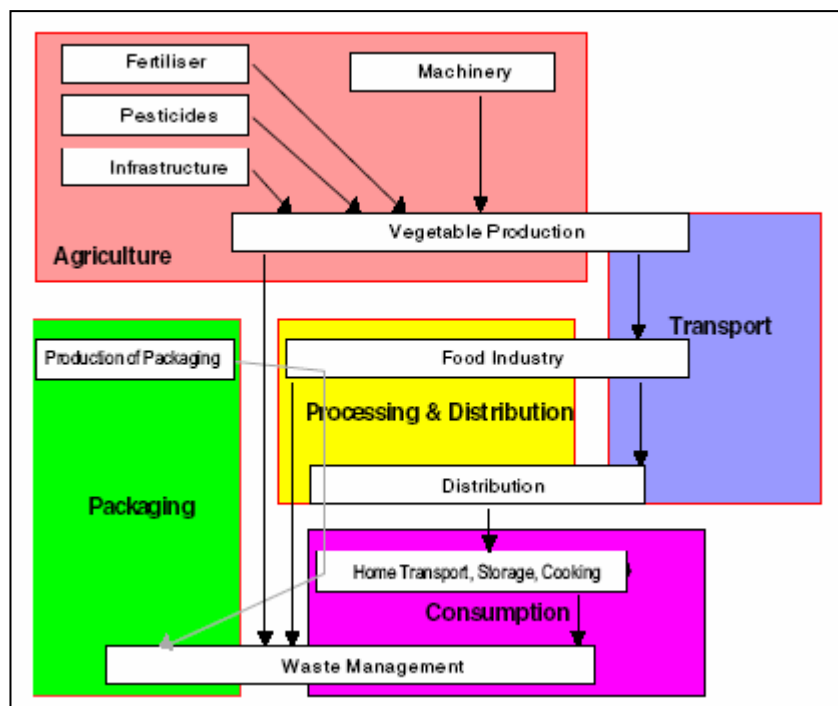 Fertiliser
Machinery
Pesticides
Infrastructure
Vegetable Production
Agriculture
Transport
Production of Packaging
Food Industry
Processing & Distribution
Distribution
Packaging
Home Transport, Storage, Cooking
Consumption
Waste Management